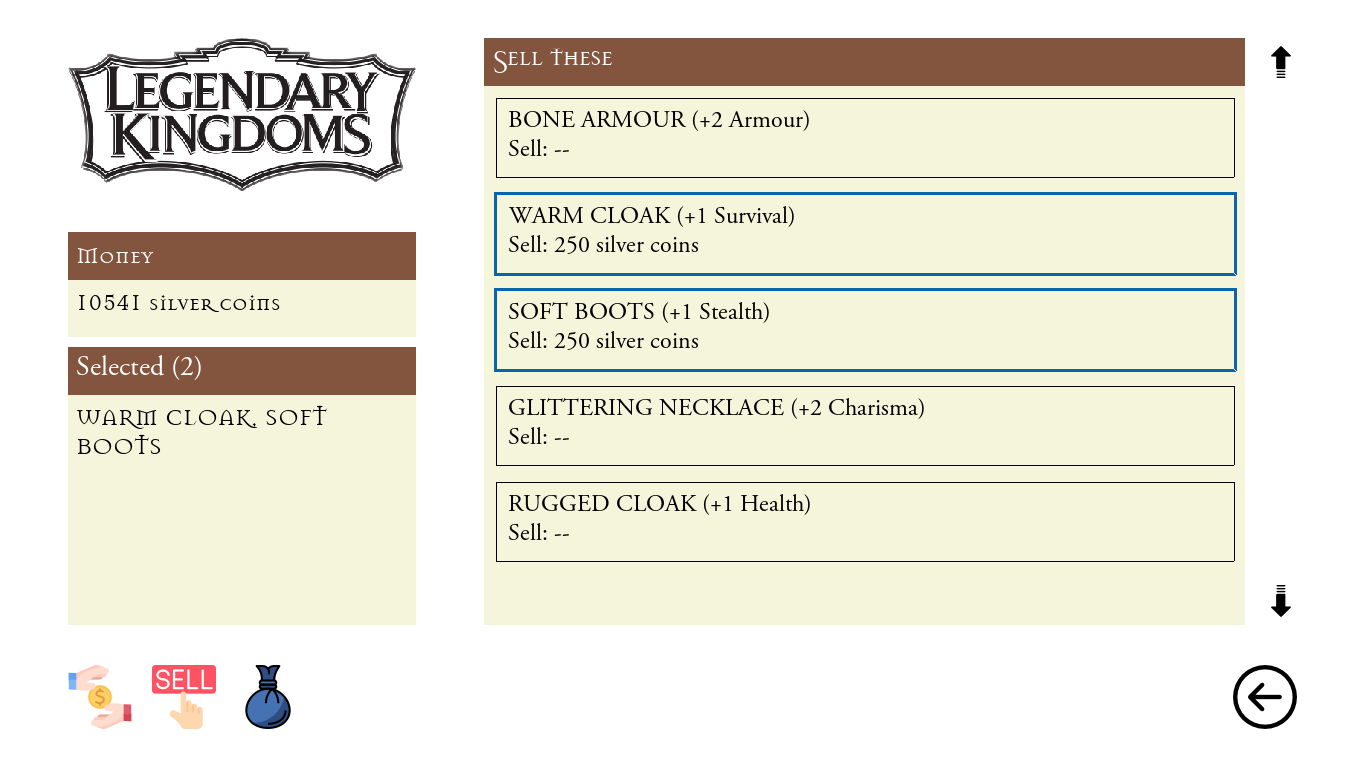 LEGENDARY
KINGDOMS
Money
10541 silver coins
Selected (2)
WARM CLOAK, SOFT
BOOTS
Sell these
BONE ARMOUR (+2 Armour)
Sell: --
WARM CLOAK (+1 Survival)
Sell: 250 silver coins
SOFT BOOTS (+1 Stealth)
Sell: 250 silver coins
GLITTERING NECKLACE (+2 Charisma)
Sell: --
RUGGED CLOAK (+1 Health)
Sell: --
$
SELL